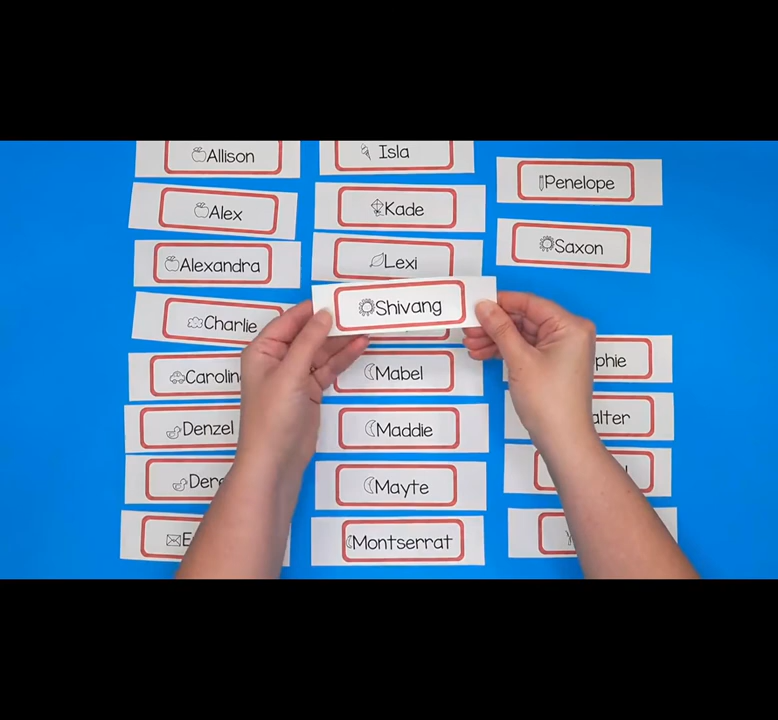 Allison
Alex
Alexandra
Charlie
Denzel
Isla
Kade
Lexi
Shivang
Mabel
Maddie
Mayte
Montserrat
Penelope
Saxon